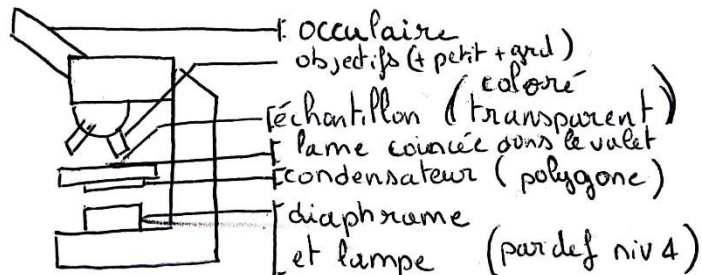 occulaire
objectifs (+ petit + grd)
échantillon (coloré transparent)
lame coincée dans le valet
condensateur (polygone)
diaphrame
et lampe (par def niv 4)